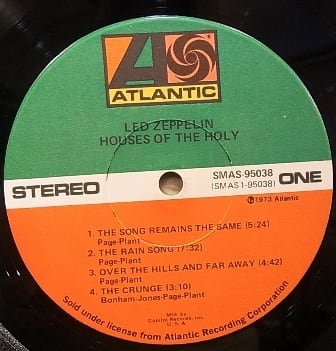 ATLANTIC
LED ZEPPELIN
HOUSES OF THE HOLY
STEREO
SMAS-95038
(SMAS1-95038)
ONE
℗1973 Atlantic
1. THE SONG REMAINS THE SAME (5:24)
Page-Plant
2. THE RAIN SONG (7:32)
Page-Plant
3. OVER THE HILLS AND FAR AWAY (4:42)
Page-Plant
4. THE CRUNGE (3:10)
Bonham-Jones-Page-Plant
Mfg. by
Capitol Records, Inc.
U.S.A.
Sold under license from Atlantic Recording Corporation